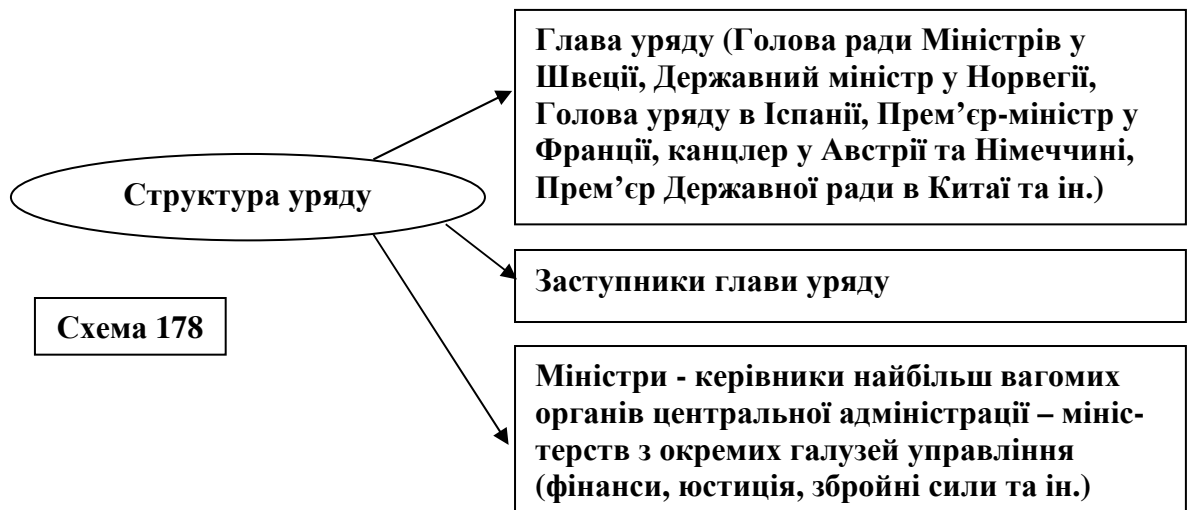 Глава уряду (Голова ради Міністрів у
Швеції, Державний міністр у Норвегії,
Голова уряду в Іспанії, Прем’єр-міністр у
Франції, канцлер у Австрії та Німеччині,
Прем’єр Державної ради в Китаї та ін.)
Структура уряду
Заступники глави уряду
Схема 178
Міністри - керівники найбільш вагомих
органів центральної адміністрації – мініс-
терств з окремих галузей управління
(фінанси, юстиція, збройні сили та ін.)